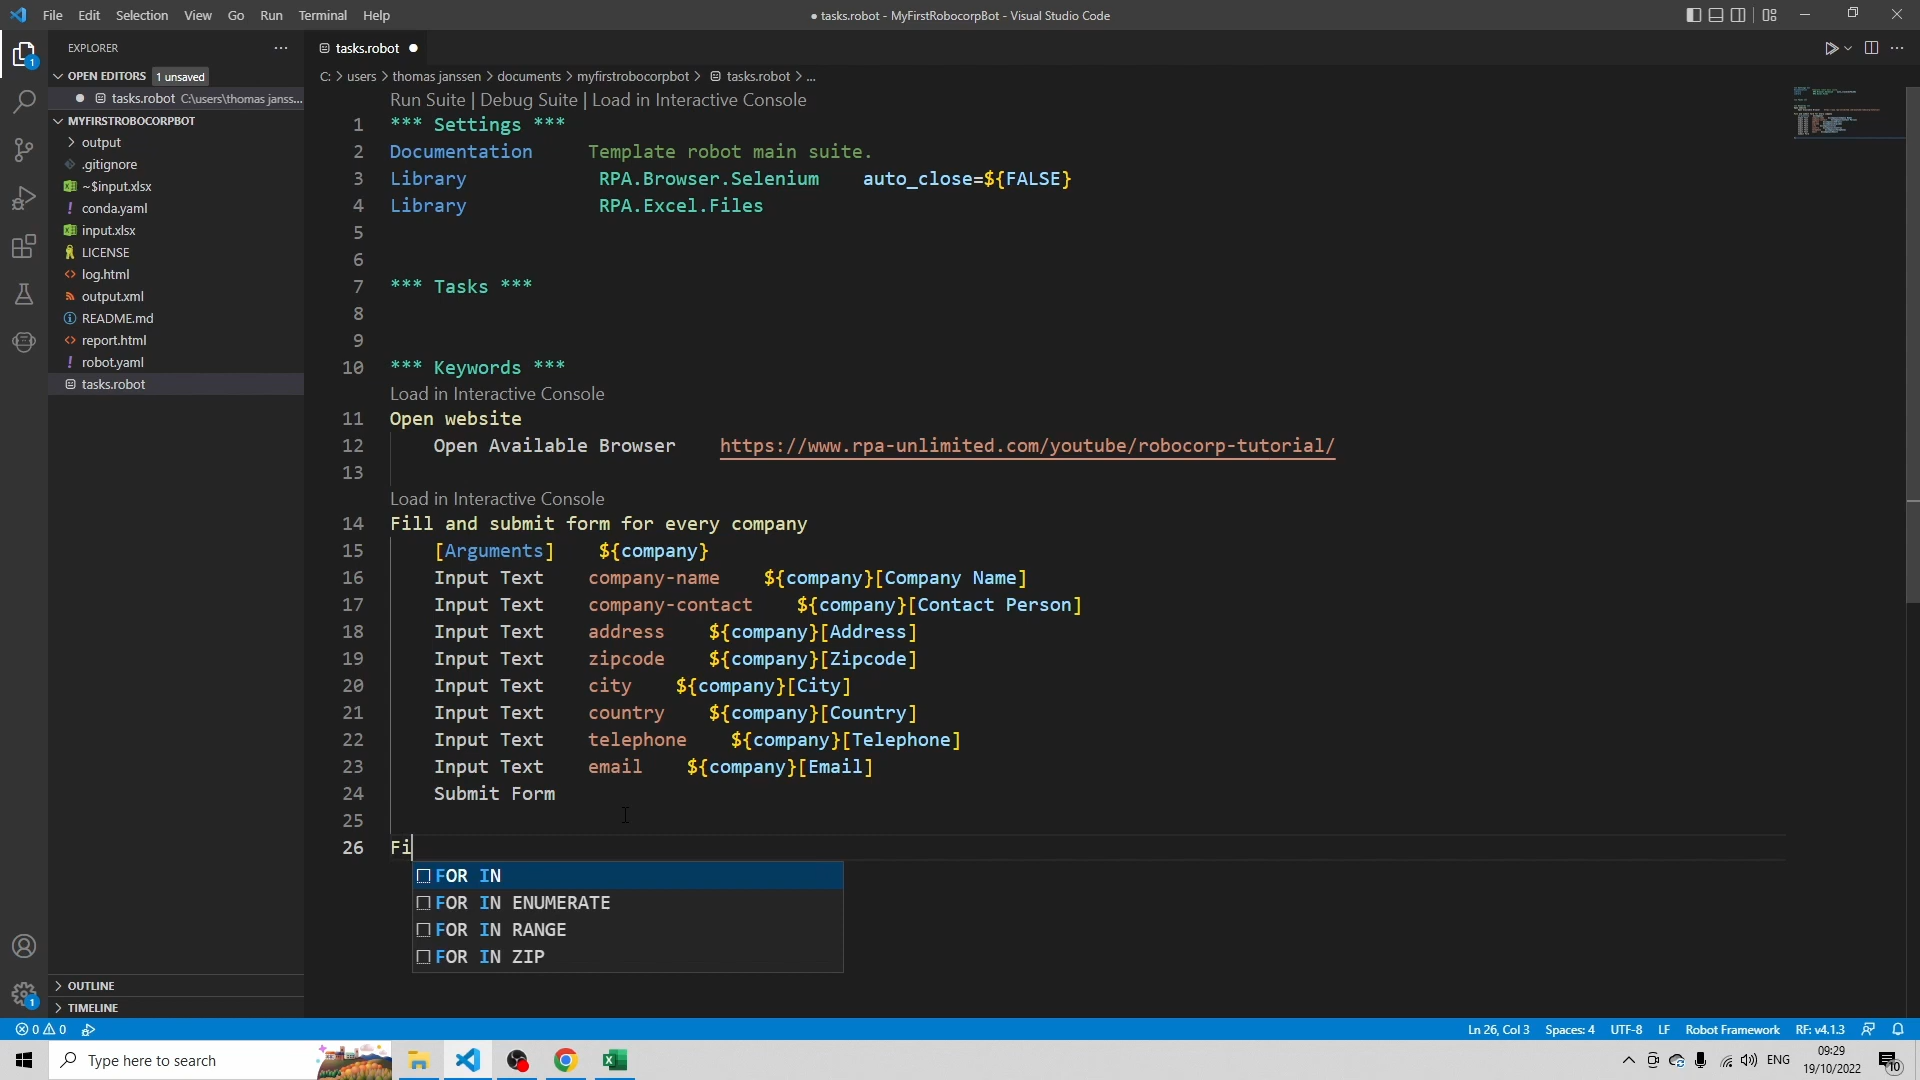 File Edit Selection View Go Run Terminal Help
● tasks.robot - MyFirstRobocorpBot - Visual Studio Code
EXPLORER
OPEN EDITORS 1 unsaved
tasks.robot C:\users\thomas janss...
MYFIRSTROBOCORPBOT
output
.gitignore
~$input.xlsx
conda.yaml
input.xlsx
LICENSE
log.html
output.xml
README.md
report.html
robot.yaml
tasks.robot
OUTLINE
TIMELINE
tasks.robot
C: > users > thomas janssen > documents > myfirstrobocorpbot > tasks.robot > ...
Run Suite | Debug Suite | Load in Interactive Console
1 *** Settings ***
2 Documentation Template robot main suite.
3 Library RPA.Browser.Selenium auto_close=${FALSE}
4 Library RPA.Excel.Files
5
6
7 *** Tasks ***
8
9
10 *** Keywords ***
Load in Interactive Console
11 Open website
12 Open Available Browser https://www.rpa-unlimited.com/youtube/robocorp-tutorial/
13
Load in Interactive Console
14 Fill and submit form for every company
15 [Arguments] ${company}
16 Input Text company-name ${company}[Company Name]
17 Input Text company-contact ${company}[Contact Person]
18 Input Text address ${company}[Address]
19 Input Text zipcode ${company}[Zipcode]
20 Input Text city ${company}[City]
21 Input Text country ${company}[Country]
22 Input Text telephone ${company}[Telephone]
23 Input Text email ${company}[Email]
24 Submit Form
25
26 Fi
FOR IN
FOR IN ENUMERATE
FOR IN RANGE
FOR IN ZIP
0 0 Ln 26, Col 3 Spaces: 4 UTF-8 LF Robot Framework RF: v4.1.3
Type here to search
ENG
09:29
19/10/2022
10